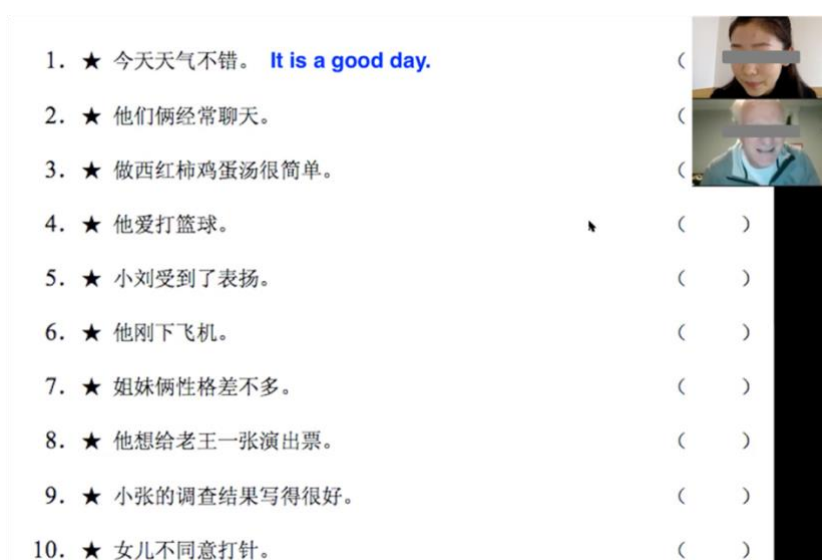 1. ★ 今天天气不错。 It is a good day. (
2. ★ 他们俩经常聊天。 (
3. ★ 做西红柿鸡蛋汤很简单。 (
4. ★ 他爱打篮球。 ( )
5. ★ 小刘受到了表扬。 ( )
6. ★ 他刚下飞机。 ( )
7. ★ 姐妹俩性格差不多。 ( )
8. ★ 他想给老王一张演出票。 ( )
9. ★ 小张的调查结果写得很好。 ( )
10. ★ 女儿不同意打针。 ( )